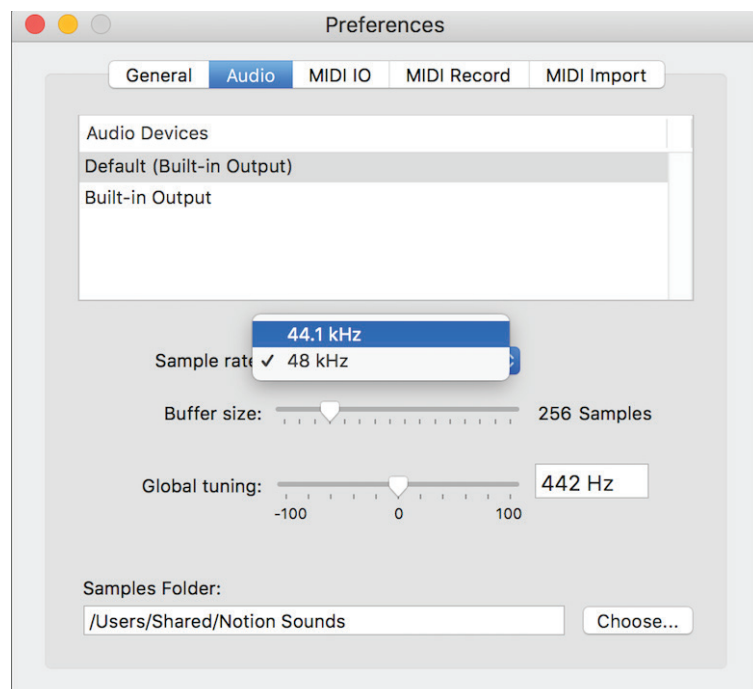 Preferences
General Audio MIDI IO MIDI Record MIDI Import
Audio Devices
Default (Built-in Output)
Built-in Output
44.1 kHz
Sample rate ✓ 48 kHz
Buffer size: 256 Samples
Global tuning: 442 Hz
-100 0 100
Samples Folder:
/Users/Shared/Notion Sounds Choose...